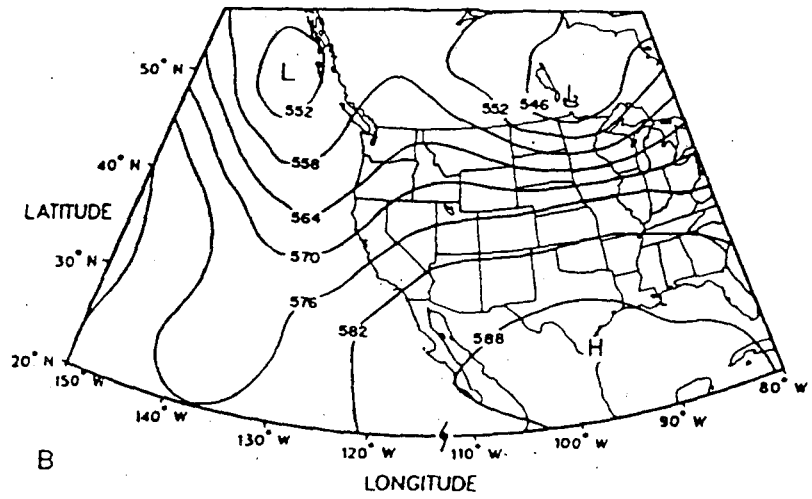 50° N
L
552
552
546
558
40° N
LATITUDE
564
570
30° N
576
582
588
H
20° N
150° W
140° W
130° W
120° W
110° W
100° W
90° W
80° W
B
LONGITUDE